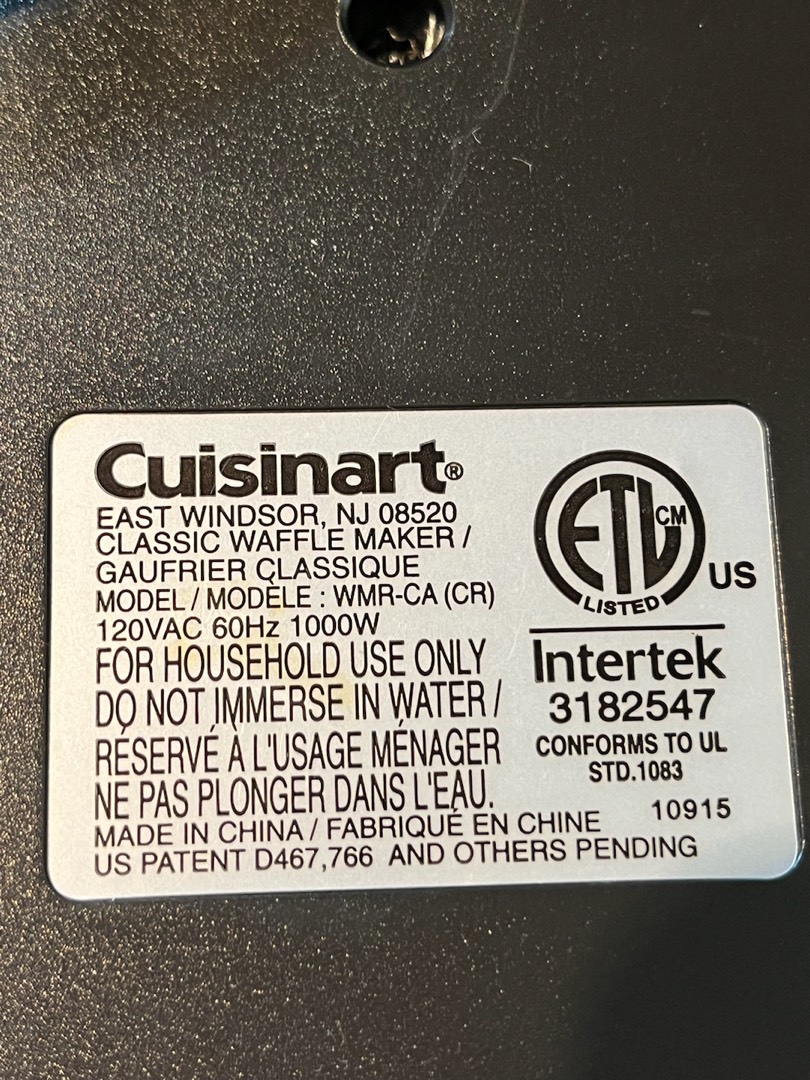 Cuisinart®
EAST WINDSOR, NJ 08520
CLASSIC WAFFLE MAKER /
GAUFRIER CLASSIQUE
MODEL / MODÈLE : WMR-CA (CR)
120VAC 60Hz 1000W
FOR HOUSEHOLD USE ONLY
DO NOT IMMERSE IN WATER /
RÉSERVÉ À L'USAGE MÉNAGER
NE PAS PLONGER DANS L'EAU.
MADE IN CHINA / FABRIQUÉ EN CHINE
US PATENT D467,766 AND OTHERS PENDING
ETL CM
LISTED
US
Intertek
3182547
CONFORMS TO UL
STD.1083
10915